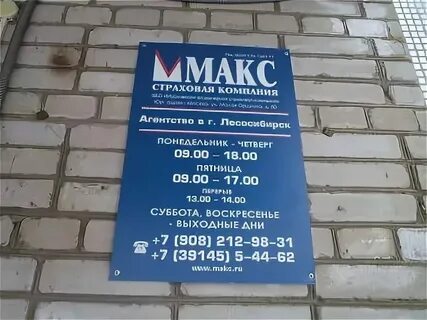 МАКС
СТРАХОВАЯ КОМПАНИЯ
Агентство в г. Лесосибирск
ПОНЕДЕЛЬНИК - ЧЕТВЕРГ
09.00 – 18.00
ПЯТНИЦА
09.00 – 17.00
ПЕРЕРЫВ
13.00 - 14.00
СУББОТА, ВОСКРЕСЕНЬЕ
- ВЫХОДНЫЕ ДНИ
☎ +7 (908) 212-98-31
+7 (39145) 5-44-62
www.makc.ru